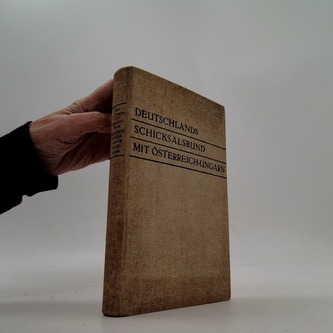 DEUTSCHLANDS
SCHICKSALSBUND
MIT ÖSTERREICH-UNGARN